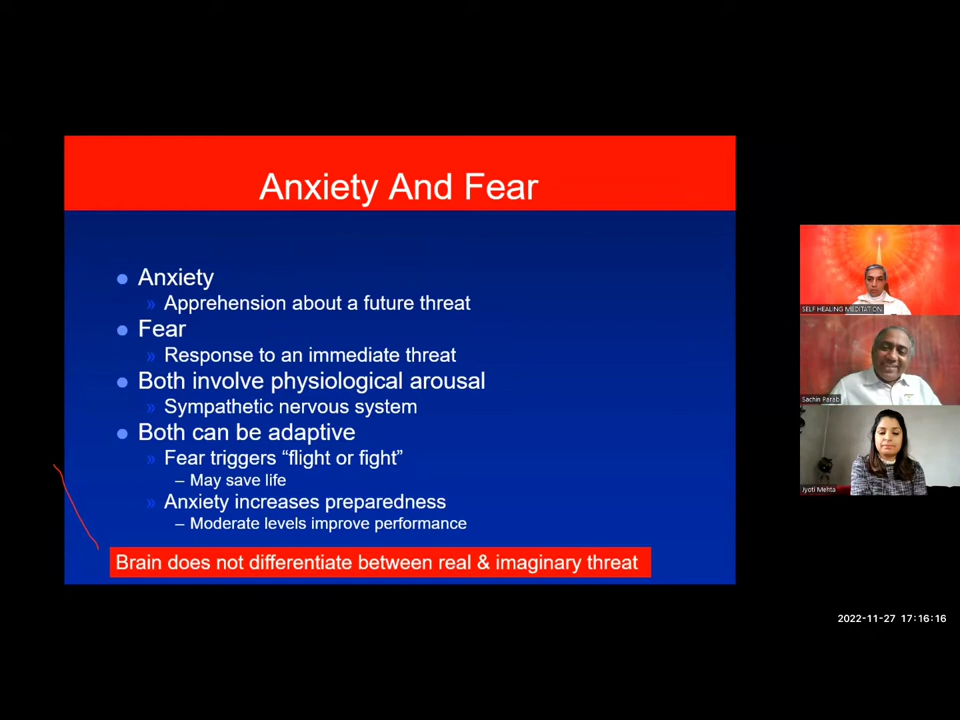 Anxiety And Fear
Anxiety
» Apprehension about a future threat
Fear
» Response to an immediate threat
Both involve physiological arousal
» Sympathetic nervous system
Both can be adaptive
» Fear triggers “flight or fight”
– May save life
» Anxiety increases preparedness
– Moderate levels improve performance
Brain does not differentiate between real & imaginary threat
SELF HEALING MEDITATION
Sachin Parab
Jyoti Mehta
2022-11-27 17:16:16